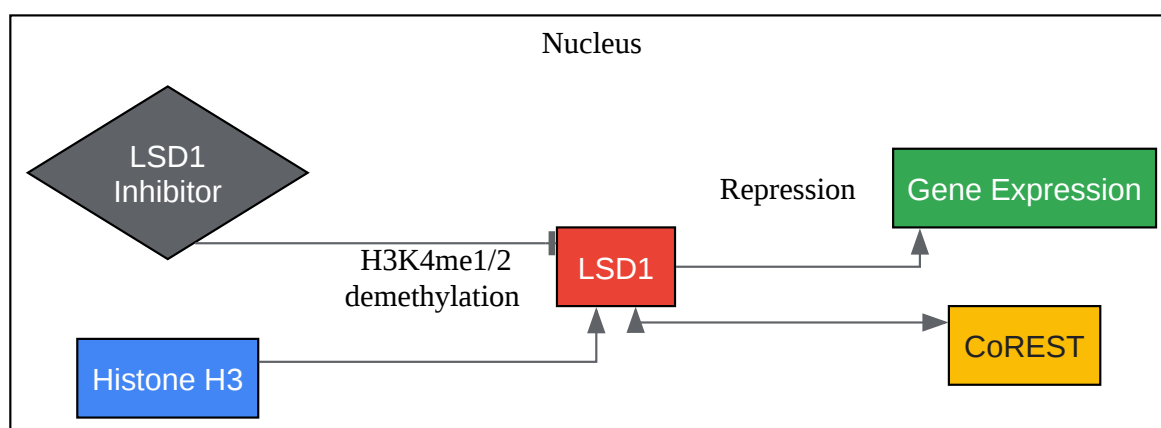 Nucleus
LSD1
Inhibitor
Repression
Gene Expression
H3K4me1/2
demethylation
LSD1
CoREST
Histone H3